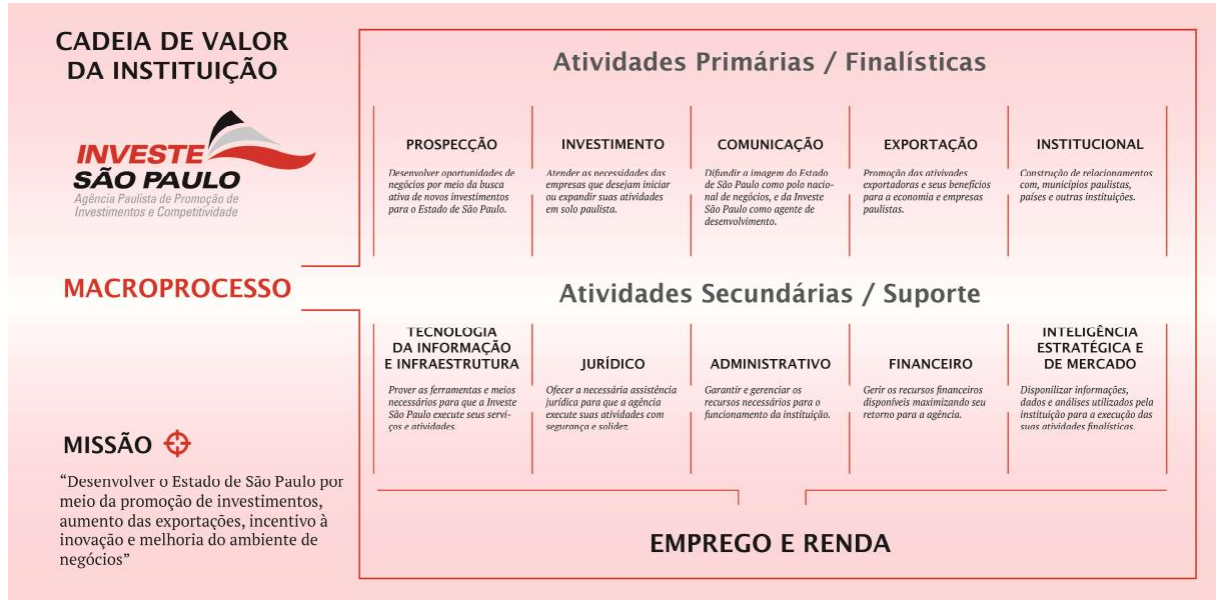 CADEIA DE VALOR
DA INSTITUIÇÃO
INVESTE
SÃO PAULO
Agência Paulista de Promoção de
Investimentos e Competitividade
MACROPROCESSO
MISSÃO
“Desenvolver o Estado de São Paulo por
meio da promoção de investimentos,
aumento das exportações, incentivo à
inovação e melhoria do ambiente de
negócios”
Atividades Primárias / Finalísticas
PROSPECÇÃO
Desenvolver oportunidades de
negócios por meio da busca
ativa de novos investimentos
para o Estado de São Paulo.
INVESTIMENTO
Atender as necessidades das
empresas que desejam iniciar
ou expandir suas atividades
em solo paulista.
COMUNICAÇÃO
Difundir a imagem do Estado
de São Paulo como polo nacio-
nal de negócios, e da Investe
São Paulo como agente de
desenvolvimento.
EXPORTAÇÃO
Promoção das ativiades
exportadoras e seus benefícios
para a economia e empresas
paulistas.
INSTITUCIONAL
Construção de relacionamentos
com, municípios paulistas,
países e outras instituições.
Atividades Secundárias / Suporte
TECNOLOGIA
DA INFORMAÇÃO
E INFRAESTRUTURA
Prover as ferramentas e meios
necessários para que a Investe
São Paulo execute seus servi-
ços e atividades.
JURÍDICO
Ofecer a necessária assistência
jurídica para que a agência
execute suas atividades com
segurança e solidez.
ADMINISTRATIVO
Garantir e gerenciar os
recursos necessários para o
funcionamento da instituição.
FINANCEIRO
Gerir os recursos financeiros
disponíveis maximizando seu
retorno para a agência.
INTELIGÊNCIA
ESTRATÉGICA E
DE MERCADO
Disponilizar informações,
dados e análises utilizados pela
instituição para a execução das
suas atividades finalísticas.
EMPREGO E RENDA